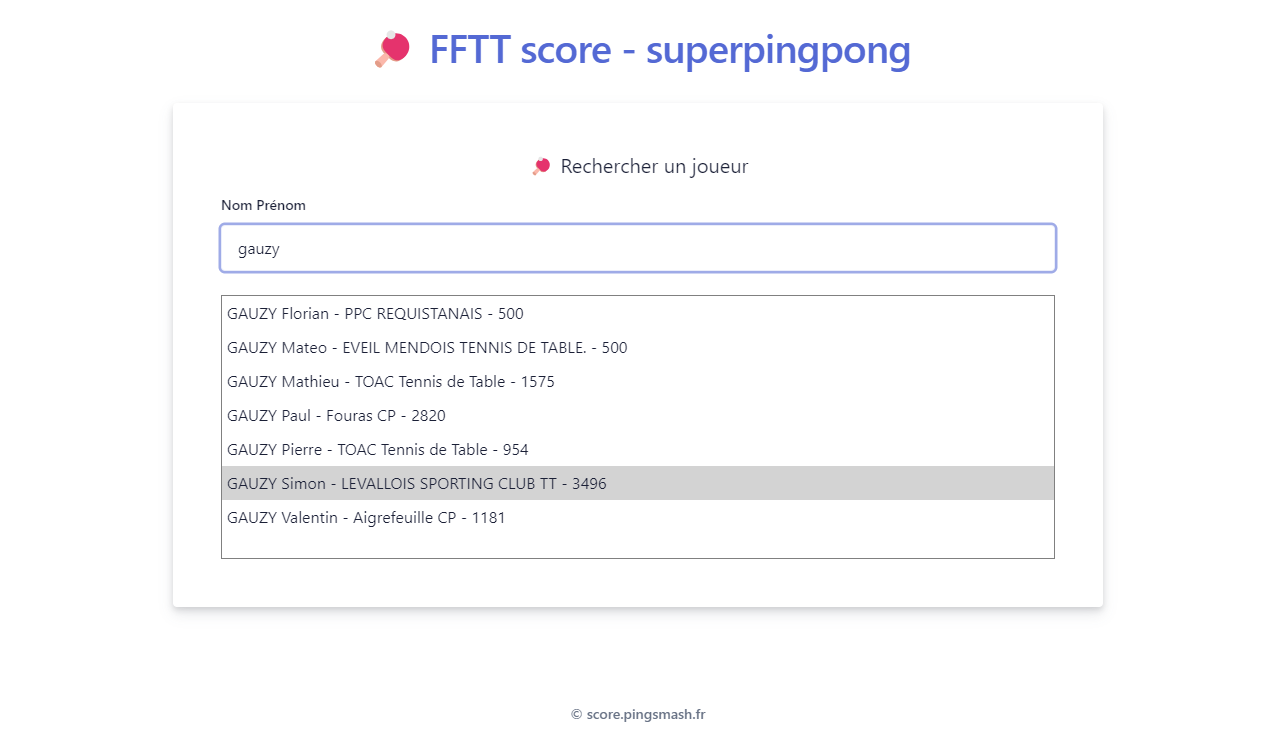 FFTT score - superpingpong
Rechercher un joueur
Nom Prénom
gauzy
GAUZY Florian - PPC REQUISTANAIS - 500
GAUZY Mateo - EVEIL MENDOIS TENNIS DE TABLE. - 500
GAUZY Mathieu - TOAC Tennis de Table - 1575
GAUZY Paul - Fouras CP - 2820
GAUZY Pierre - TOAC Tennis de Table - 954
GAUZY Simon - LEVALLOIS SPORTING CLUB TT - 3496
GAUZY Valentin - Aigrefeuille CP - 1181
© score.pingsmash.fr